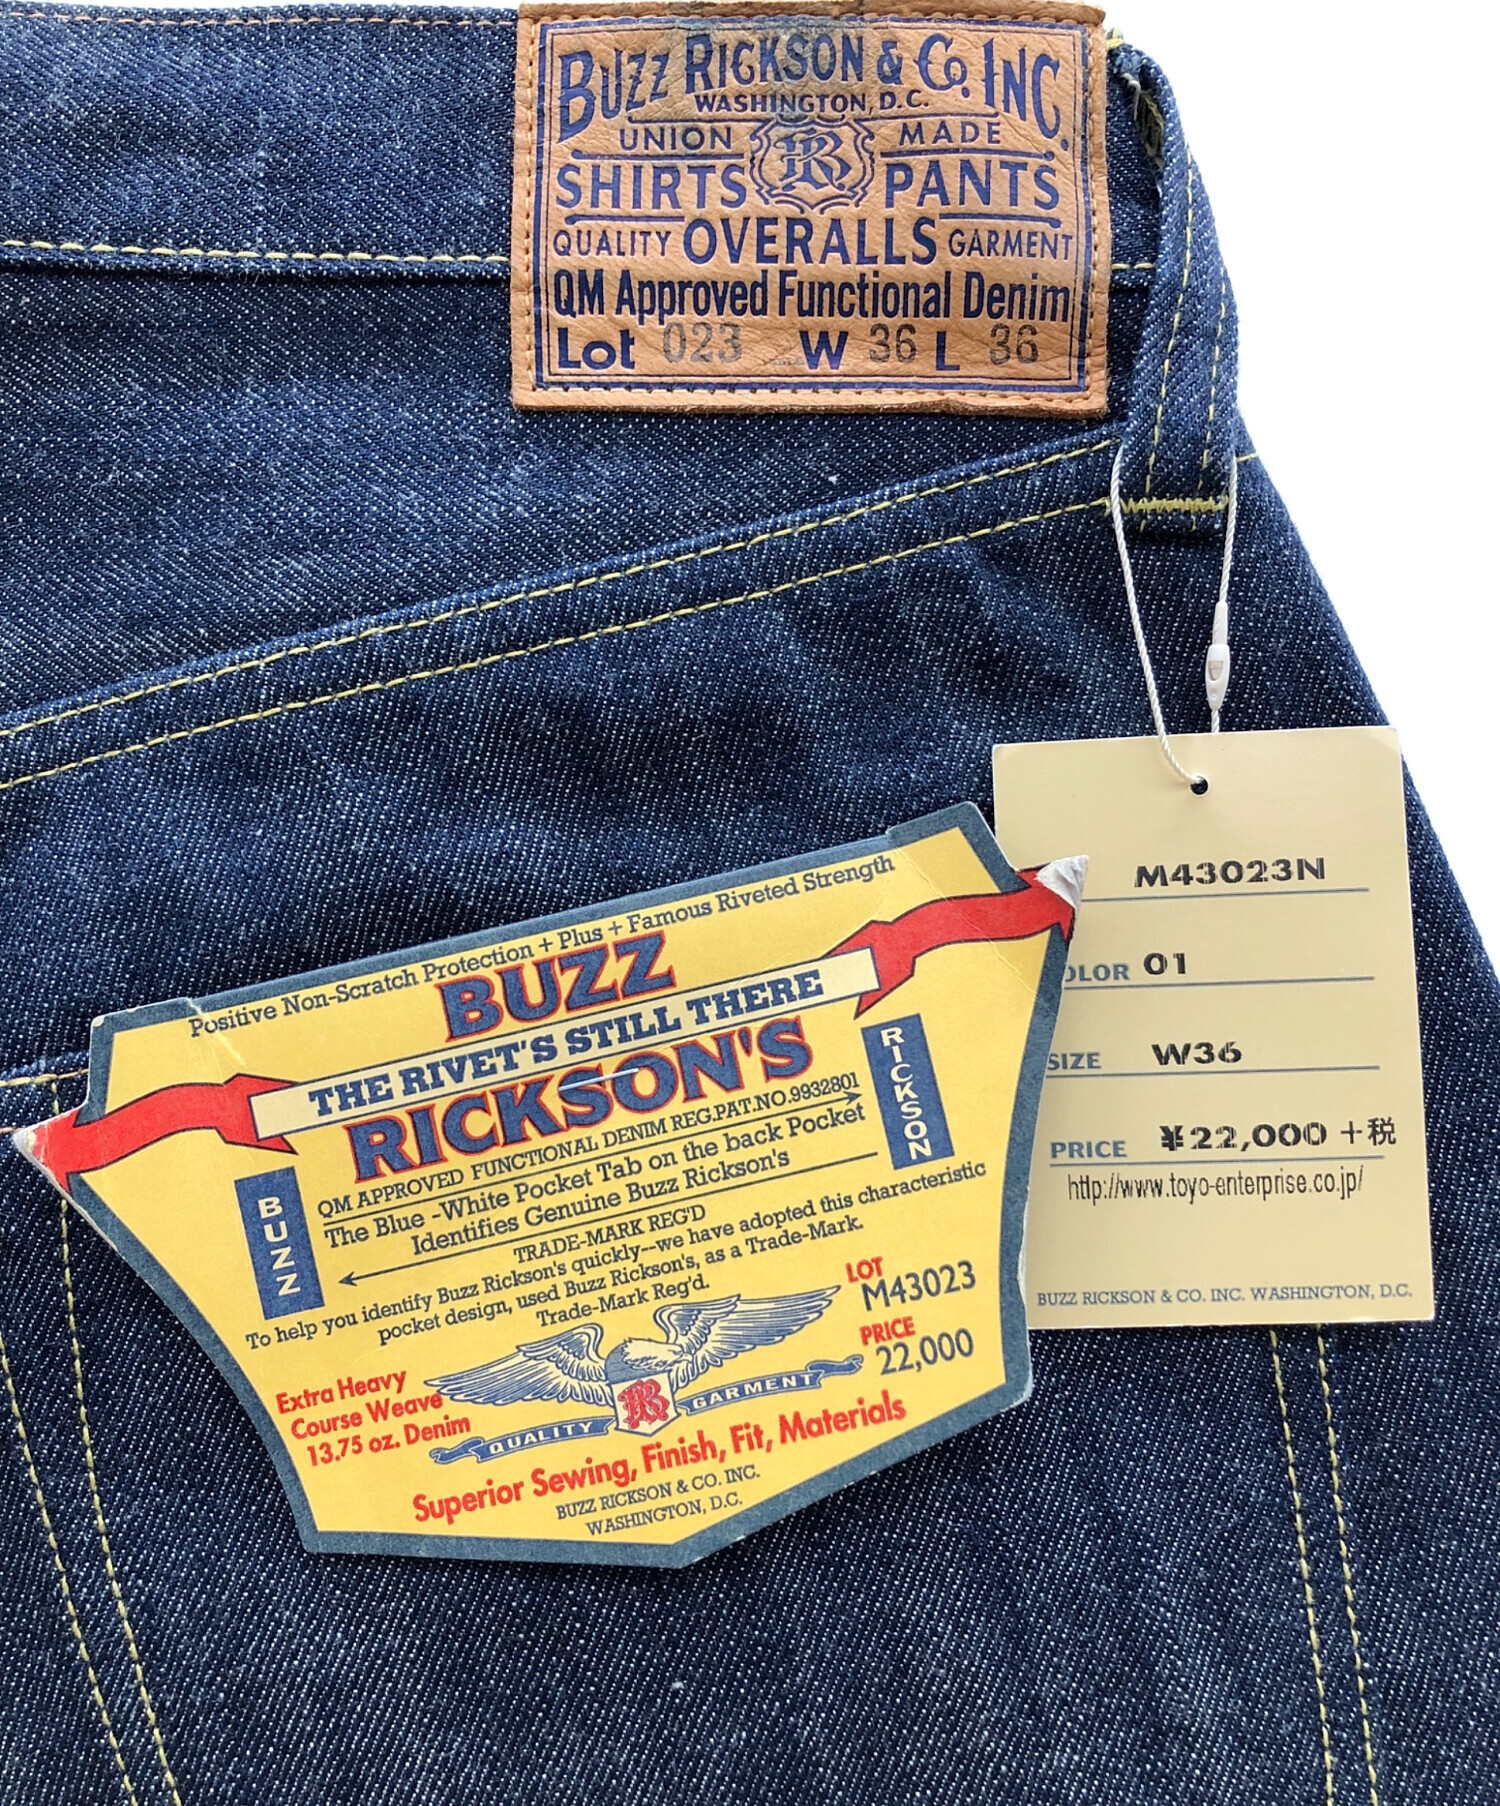 BUZZ RICKSON & CO. INC.
WASHINGTON, D.C.
UNION MADE
BR
SHIRTS PANTS
QUALITY OVERALLS GARMENT
QM Approved Functional Denim
Lot 023 W 36 L 36
M43023N
OLOR 01
SIZE W36
PRICE ¥22,000+税
http://www.toyo-enterprise.co.jp/
BUZZ RICKSON & CO. INC. WASHINGTON, D.C.
Positive Non-Scratch Protection + Plus + Famous Riveted Strength
BUZZ
THE RIVET'S STILL THERE
RICKSON'S
QM APPROVED FUNCTIONAL DENIM REG.PAT.NO.9932801
The Blue -White Pocket Tab on the back Pocket
Identifies Genuine Buzz Rickson's
BUZZ
RICKSON
TRADE-MARK REG'D
To help you identify Buzz Rickson's quickly--we have adopted this characteristic
pocket design, used Buzz Rickson's, as a Trade-Mark.
Trade-Mark Reg'd.
LOT
M43023
PRICE
22,000
Extra Heavy
Course Weave
13.75 oz. Denim
BR
QUALITY GARMENT
Superior Sewing, Finish, Fit, Materials
BUZZ RICKSON & CO. INC.
WASHINGTON, D.C.